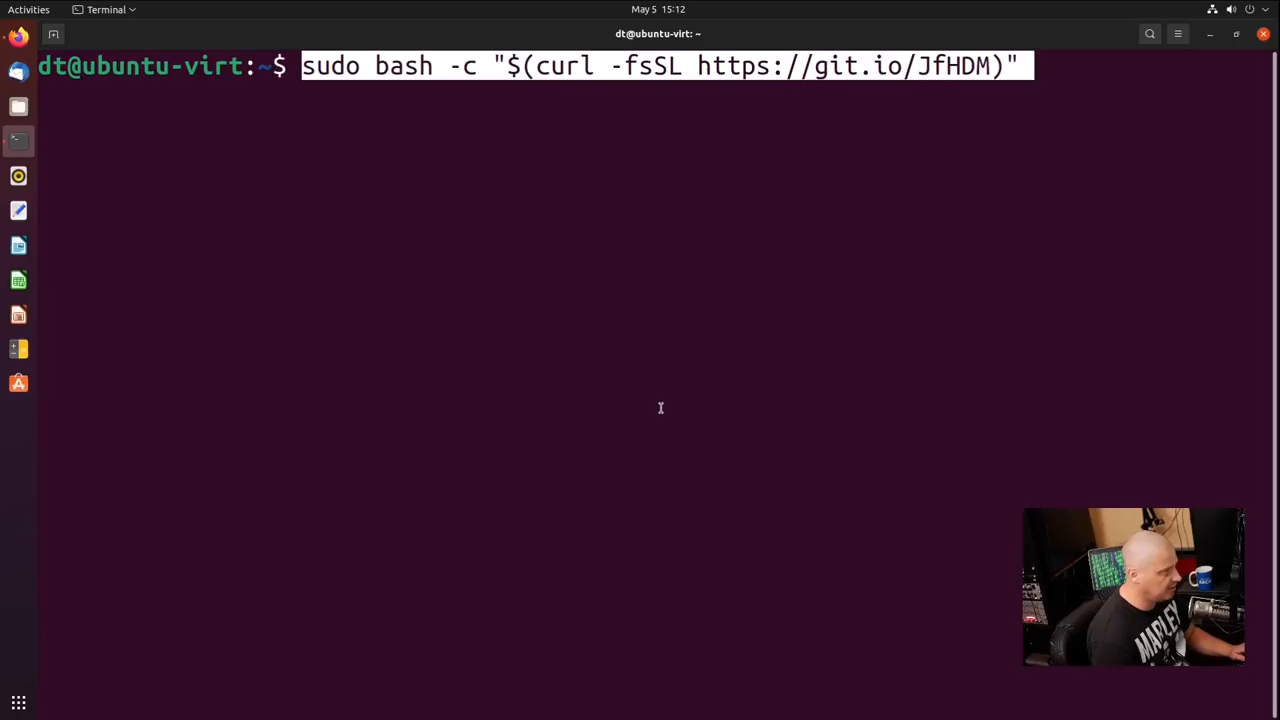 Activities
Terminal
May 5 15:12
dt@ubuntu-virt: ~
dt@ubuntu-virt:~$ sudo bash -c "$(curl -fsSL https://git.io/JfHDM)"
MARLEY